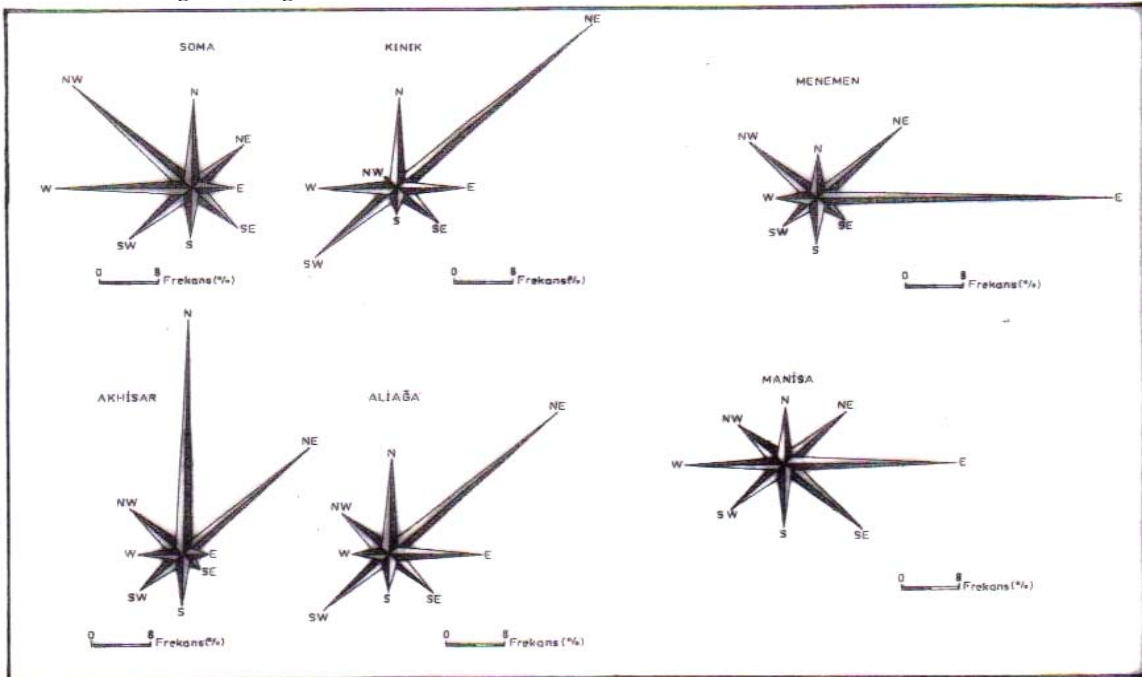 SOMA
NW
N
NE
W
E
SW
S
SE
0 8 Frekans(%)
KINIK
NE
N
NW
W
E
S
SE
SW
0 8 Frekans(%)
MENEMEN
NW
N
NE
W
E
SW
S
SE
0 8 Frekans(%)
AKHİSAR
N
NE
NW
W
E
SE
SW
S
0 8 Frekans(%)
ALİAĞA
NE
N
NW
W
E
S
SE
SW
0 8 Frekans(%)
MANİSA
N
NE
NW
W
E
SW
S
SE
0 8 Frekans(%)